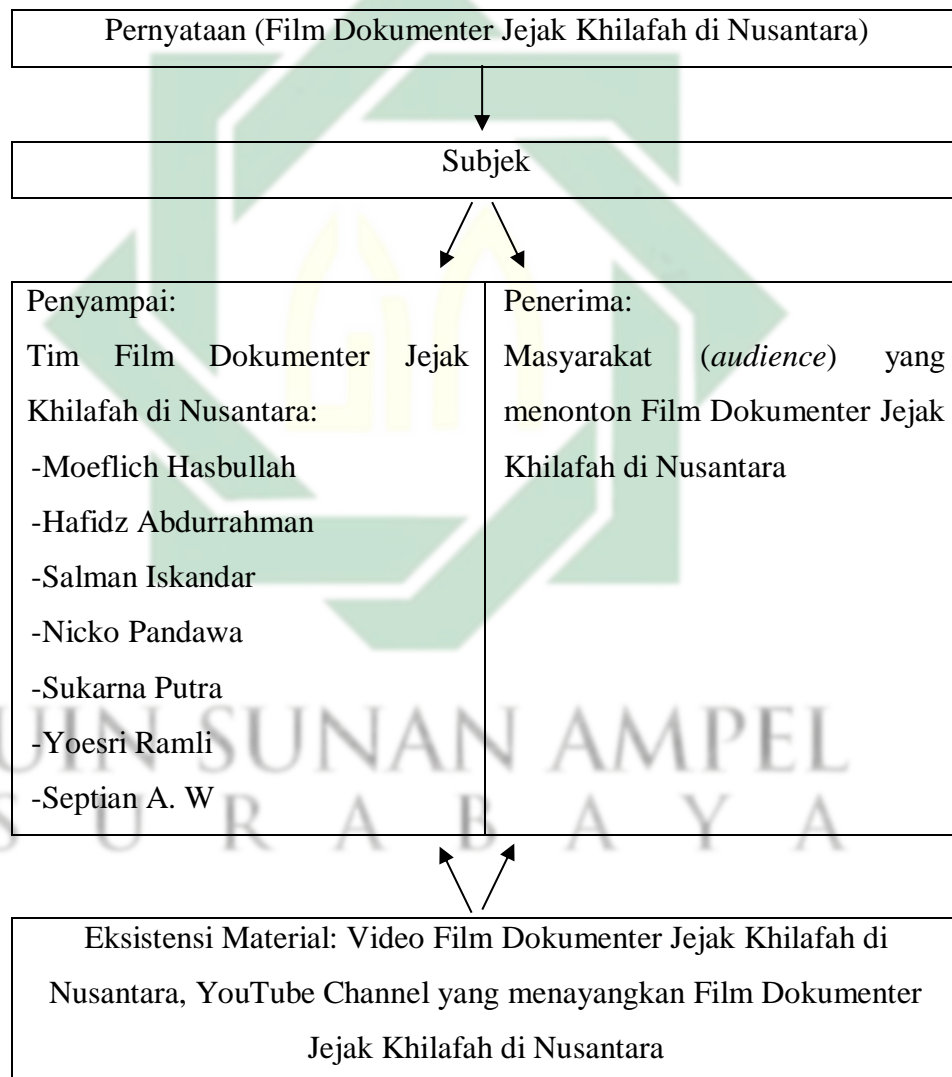 Pernyataan (Film Dokumenter Jejak Khilafah di Nusantara)
Subjek
Penyampai:
Tim Film Dokumenter Jejak
Khilafah di Nusantara:
-Moeflich Hasbullah
-Hafidz Abdurrahman
-Salman Iskandar
-Nicko Pandawa
-Sukarna Putra
-Yoesri Ramli
-Septian A. W
Penerima:
Masyarakat (audience) yang
menonton Film Dokumenter Jejak
Khilafah di Nusantara
UIN SUNAN AMPEL
S U R A B A Y A
Eksistensi Material: Video Film Dokumenter Jejak Khilafah di
Nusantara, YouTube Channel yang menayangkan Film Dokumenter
Jejak Khilafah di Nusantara